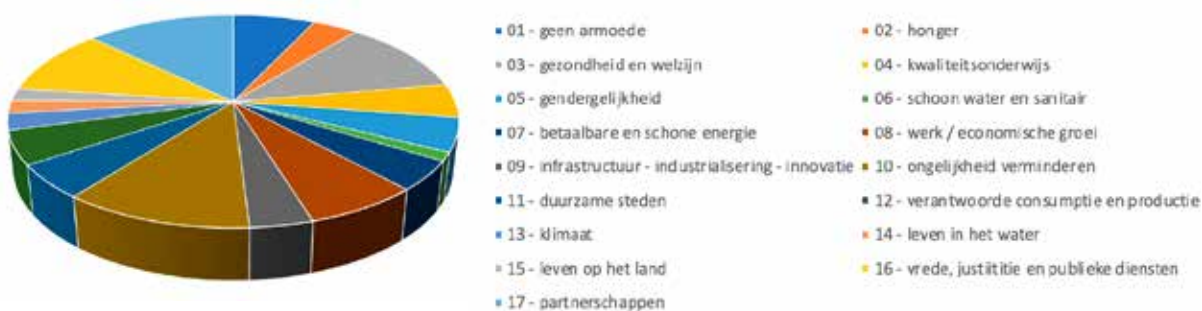 01 - geen armoede
02 - honger
03 - gezondheid en welzijn
04 - kwaliteitsonderwijs
05 - gendergelijkheid
06 - schoon water en sanitair
07 - betaalbare en schone energie
08 - werk / economische groei
09 - infrastructuur - industrialisering - innovatie
10 - ongelijkheid verminderen
11 - duurzame steden
12 - verantwoorde consumptie en productie
13 - klimaat
14 - leven in het water
15 - leven op het land
16 - vrede, justiititie en publieke diensten
17 - partnerschappen